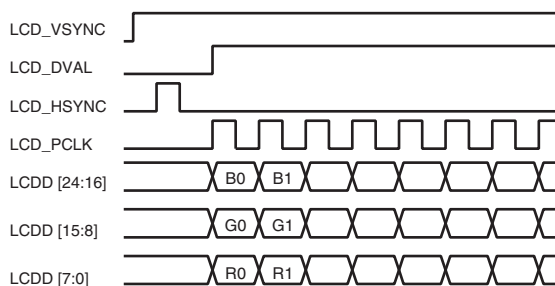 LCD_VSYNC
LCD_DVAL
LCD_HSYNC
LCD_PCLK
LCDD [24:16] B0 B1
LCDD [15:8] G0 G1
LCDD [7:0] R0 R1